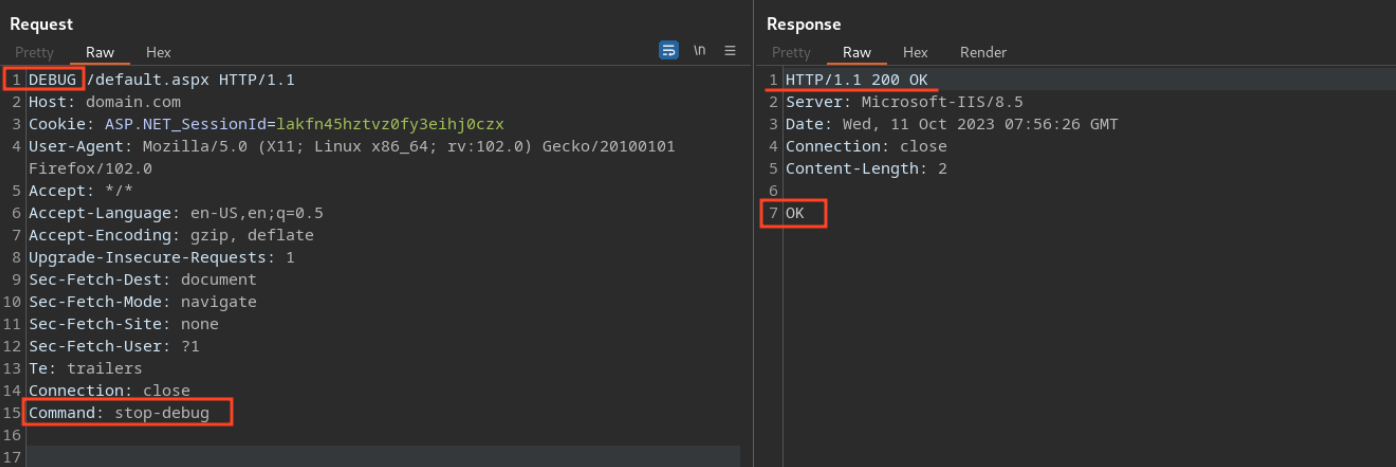 Request
Pretty Raw Hex \n
1 DEBUG /default.aspx HTTP/1.1
2 Host: domain.com
3 Cookie: ASP.NET_SessionId=lakfn45hztvz0fy3eihj0czx
4 User-Agent: Mozilla/5.0 (X11; Linux x86_64; rv:102.0) Gecko/20100101
Firefox/102.0
5 Accept: */*
6 Accept-Language: en-US,en;q=0.5
7 Accept-Encoding: gzip, deflate
8 Upgrade-Insecure-Requests: 1
9 Sec-Fetch-Dest: document
10 Sec-Fetch-Mode: navigate
11 Sec-Fetch-Site: none
12 Sec-Fetch-User: ?1
13 Te: trailers
14 Connection: close
15 Command: stop-debug
16
17
Response
Pretty Raw Hex Render
1 HTTP/1.1 200 OK
2 Server: Microsoft-IIS/8.5
3 Date: Wed, 11 Oct 2023 07:56:26 GMT
4 Connection: close
5 Content-Length: 2
6
7 OK